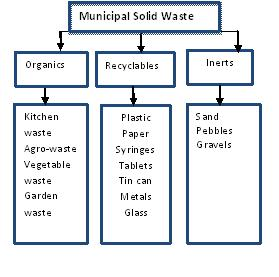 Municipal Solid Waste
Organics
Recyclables
Inerts
Kitchen
waste
Agro-waste
Vegetable
waste
Garden
waste
Plastic
Paper
Syringes
Tablets
Tin can
Metals
Glass
Sand
Pebbles
Gravels